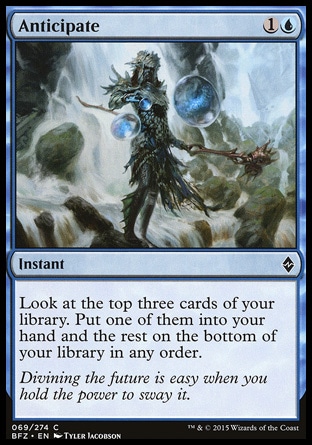 Anticipate 1
Instant
Look at the top three cards of your
library. Put one of them into your
hand and the rest on the bottom of
your library in any order.
Divining the future is easy when you
hold the power to sway it.
069/274 C
BFZ • EN Tyler Jacobson ™ & © 2015 Wizards of the Coast